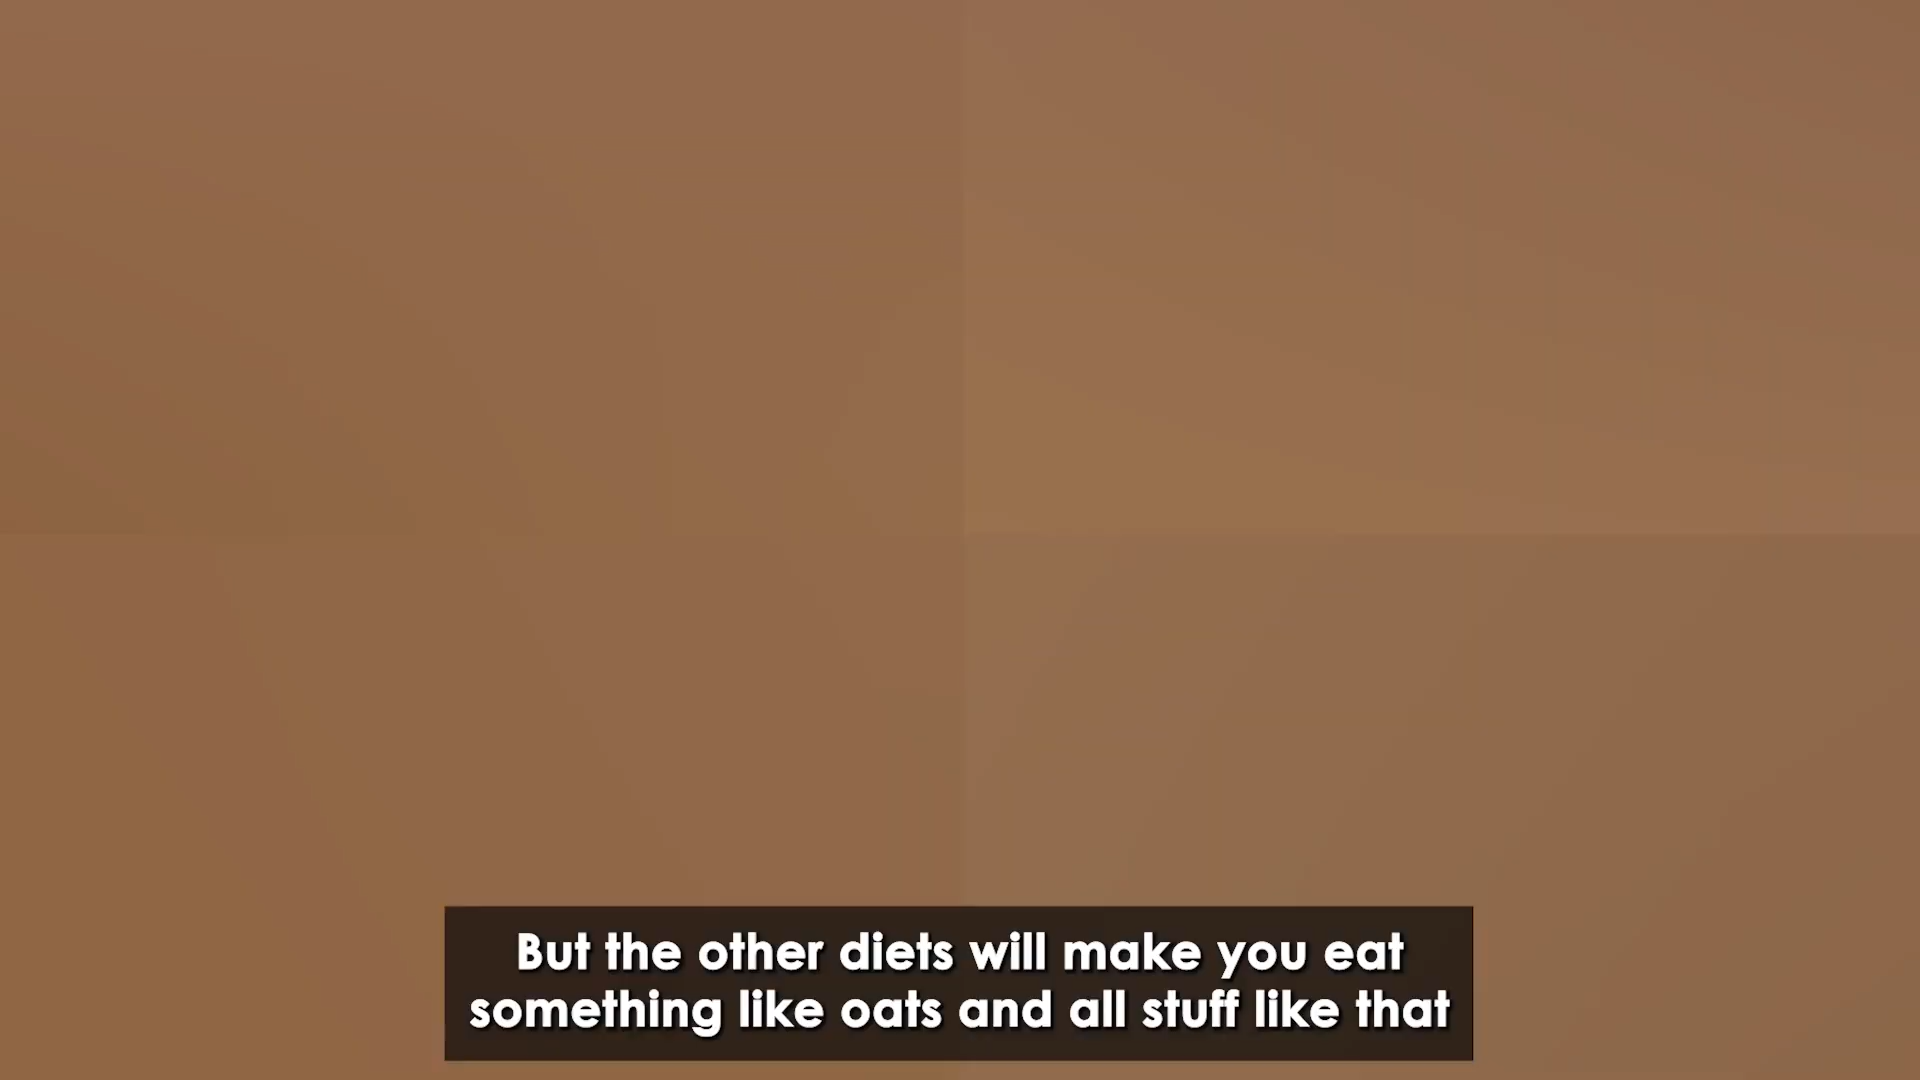 But the other diets will make you eat
something like oats and all stuff like that